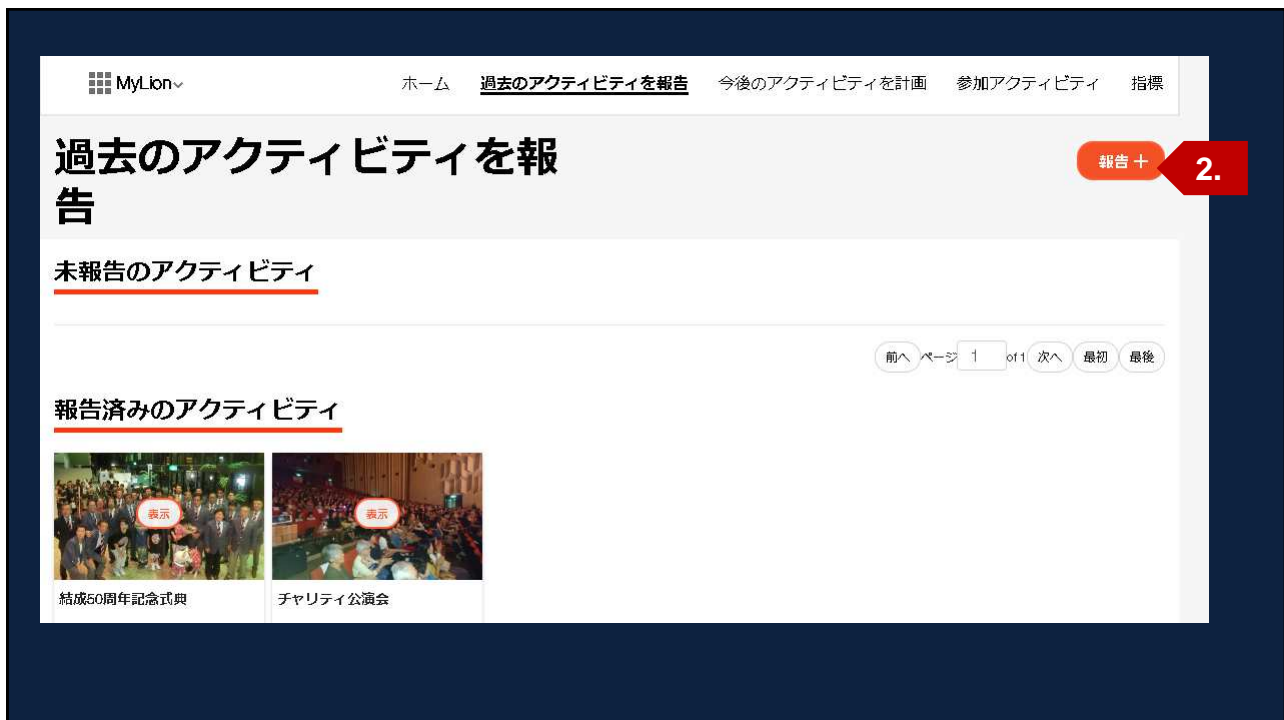 MyLion
ホーム 過去のアクティビティを報告 今後のアクティビティを計画 参加アクティビティ 指標
過去のアクティビティを報
告
報告 +
2.
未報告のアクティビティ
前へ ページ 1 of 1 次へ 最初 最後
報告済みのアクティビティ
表示 表示
結成50周年記念式典 チャリティ公演会